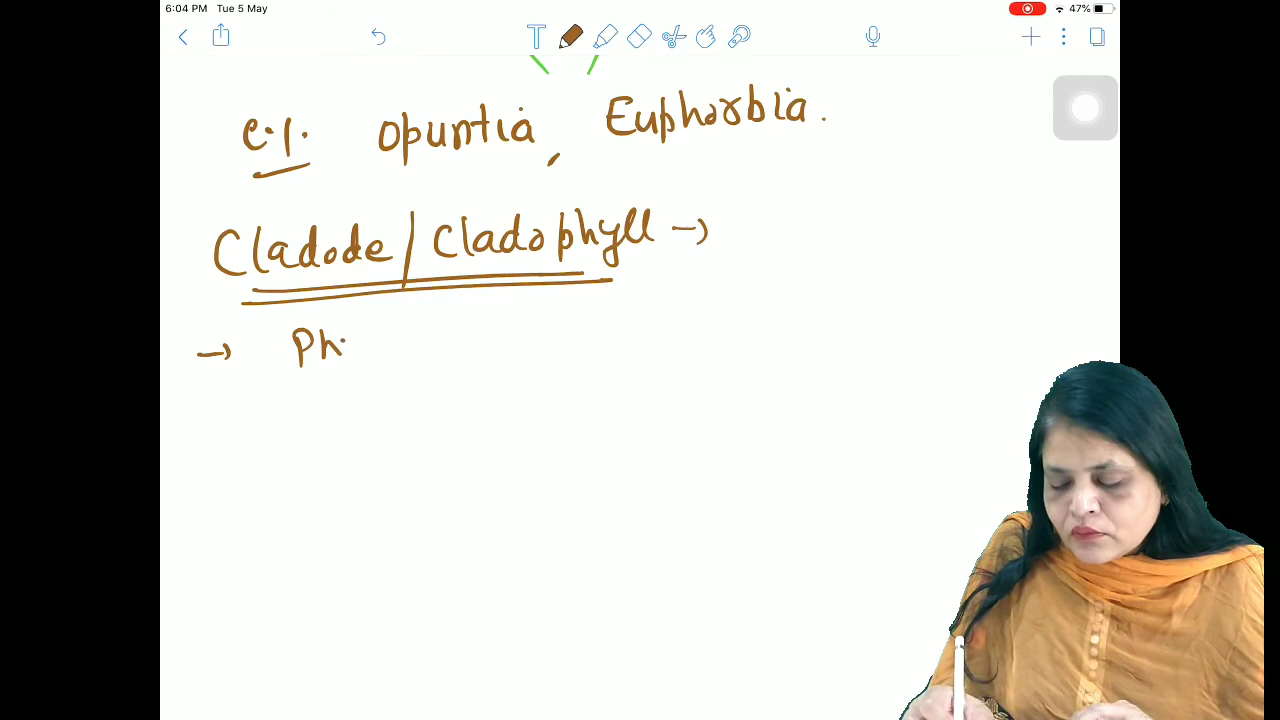 6:04 PM Tue 5 May 47%
e.g. Opuntia, Euphorbia.
Cladode / Cladophyll →
→ Ph